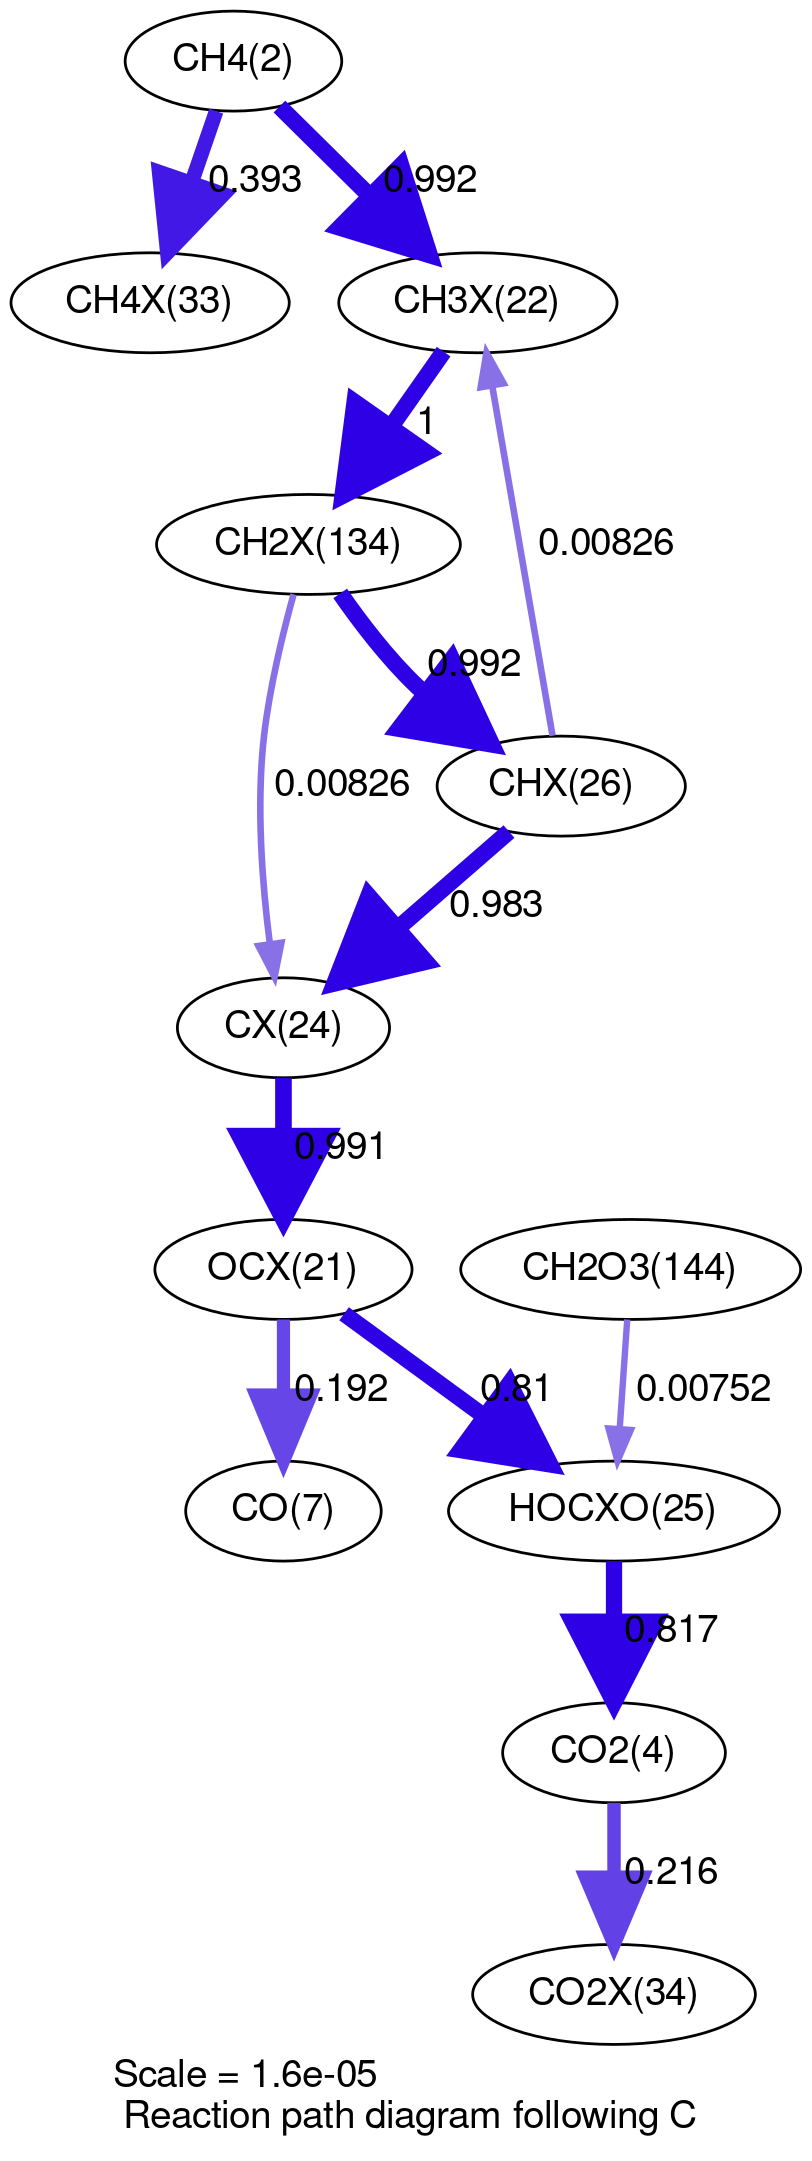 CH4(2)
0.393
0.992
CH4X(33)
CH3X(22)
1
CH2X(134)
0.00826
0.992
0.00826
CHX(26)
0.983
CX(24)
0.991
OCX(21)
CH2O3(144)
0.192
0.81
0.00752
CO(7)
HOCXO(25)
0.817
CO2(4)
0.216
CO2X(34)
Scale = 1.6e-05
Reaction path diagram following C